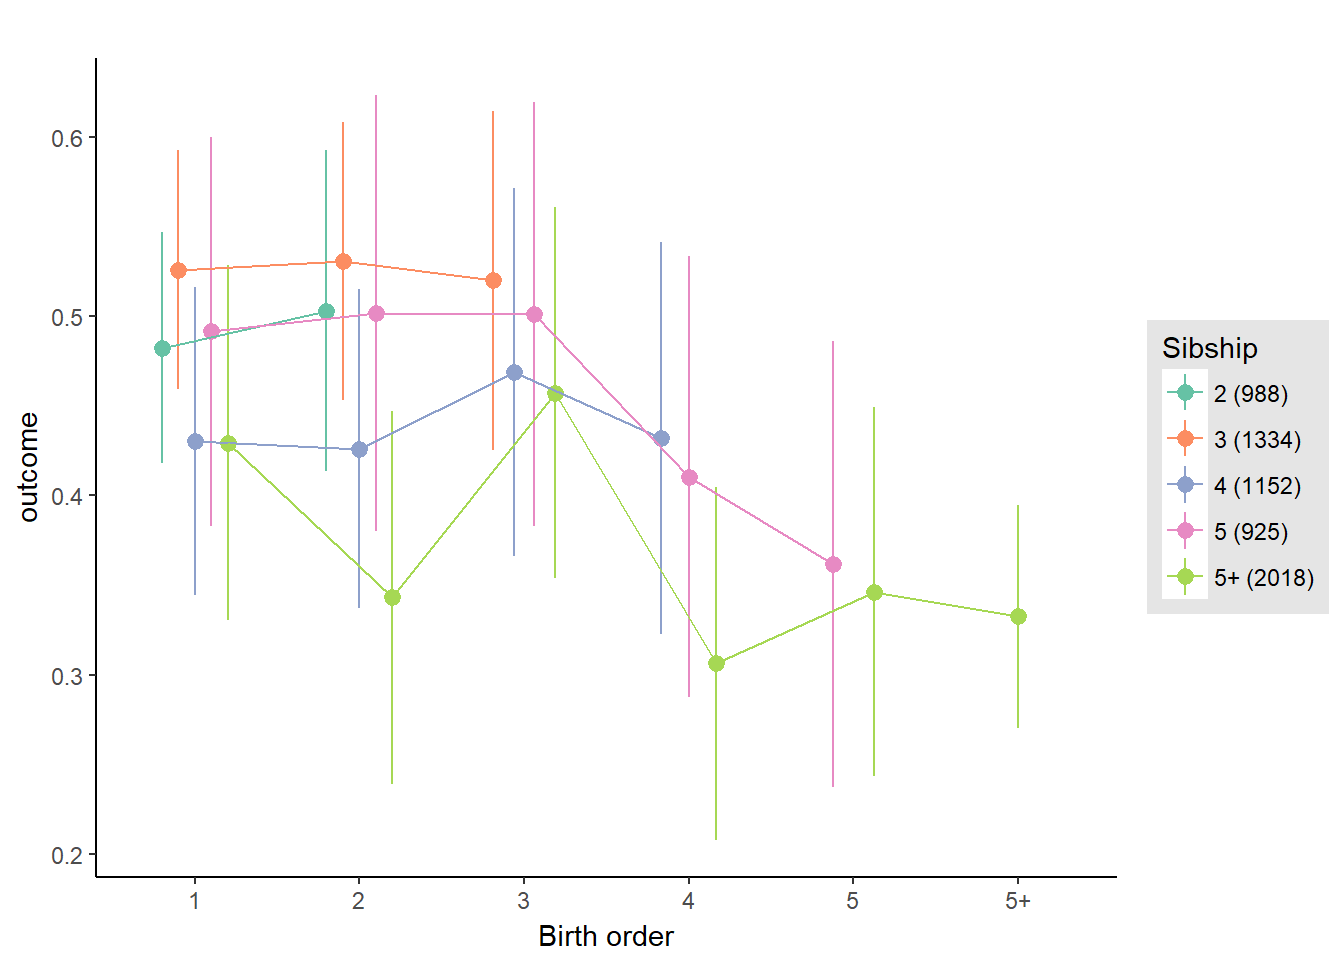 0.6
0.5
0.4
0.3
0.2
outcome
1 2 3 4 5 5+
Birth order
Sibship
2 (988)
3 (1334)
4 (1152)
5 (925)
5+ (2018)